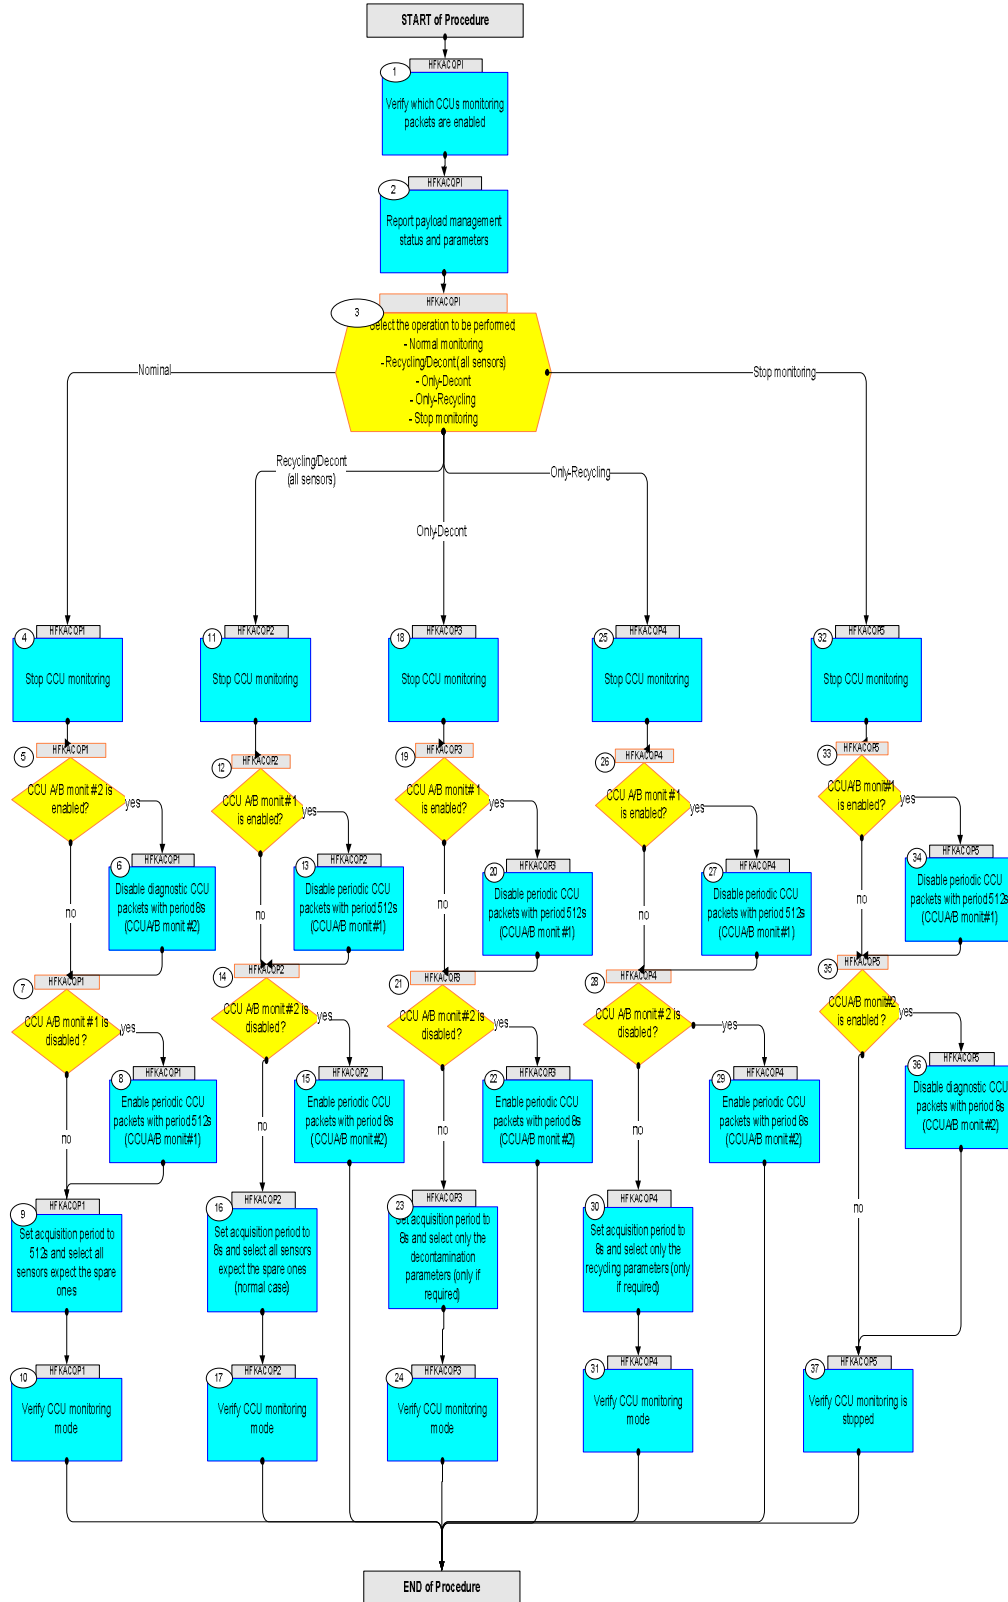 START of Procedure
HFKACQPI
1
Verify which CCUs monitoring
packets are enabled
HFKACQPI
2
Report payload management
status and parameters
HFKACQPI
3
Select the operation to be performed
- Normal monitoring
- Recycling/Decont (all sensors)
- Only-Decont
- Only-Recycling
- Stop monitoring
Nominal
Stop monitoring
Recycling/Decont
(all sensors)
Only-Recycling
Only-Decont
HFKACQP1
4
Stop CCU monitoring
HFKACQP2
11
Stop CCU monitoring
HFKACQP3
18
Stop CCU monitoring
HFKACQP4
25
Stop CCU monitoring
HFKACQP5
32
Stop CCU monitoring
HFKACQP1
5
CCU A/B monit #2 is
enabled?
yes
no
HFKACQP2
12
CCU A/B monit#1
is enabled?
yes
no
HFKACQP3
19
CCU A/B monit#1
is enabled?
yes
no
HFKACQP4
26
CCU A/B monit #1
is enabled?
yes
no
HFKACQP5
33
CCUA/B monit#1
is enabled?
yes
no
HFKACQP1
6
Disable diagnostic CCU
packets with period 8s
(CCUA/B monit #2)
HFKACQP2
13
Disable periodic CCU
packets with period 512s
(CCUA/B monit #1)
HFKACQP3
20
Disable periodic CCU
packets with period 512s
(CCUA/B monit #1)
HFKACQP4
27
Disable periodic CCU
packets with period 512s
(CCUA/B monit #1)
HFKACQP5
34
Disable periodic CCU
packets with period 512s
(CCUA/B monit #1)
HFKACQP1
7
CCU A/B monit #1 is
disabled ?
yes
no
HFKACQP2
14
CCU A/B monit#2 is
disabled ?
yes
no
HFKACQP3
21
CCU A/B monit #2 is
disabled ?
yes
no
HFKACQP4
28
CCU A/B monit #2 is
disabled ?
yes
no
HFKACQP5
35
CCUA/B monit#2
is enabled ?
yes
no
HFKACQP1
8
Enable periodic CCU
packets with period 512s
(CCUA/B monit#1)
HFKACQP2
15
Enable periodic CCU
packets with period 8s
(CCUA/B monit #2)
HFKACQP3
22
Enable periodic CCU
packets with period 8s
(CCUA/B monit #2)
HFKACQP4
29
Enable periodic CCU
packets with period 8s
(CCUA/B monit #2)
HFKACQP5
36
Disable diagnostic CCU
packets with period 8s
(CCUA/B monit #2)
HFKACQP1
9
Set acquisition period to
512s and select all
sensors expect the spare
ones
HFKACQP2
16
Set acquisition period to
8s and select all sensors
expect the spare ones
(normal case)
HFKACQP3
23
Set acquisition period to
8s and select only the
decontamination
parameters (only if
required)
HFKACQP4
30
Set acquisition period to
8s and select only the
recycling parameters (only
if required)
HFKACQP1
10
Verify CCU monitoring
mode
HFKACQP2
17
Verify CCU monitoring
mode
HFKACQP3
24
Verify CCU monitoring
mode
HFKACQP4
31
Verify CCU monitoring
mode
HFKACQP5
37
Verify CCU monitoring is
stopped
END of Procedure